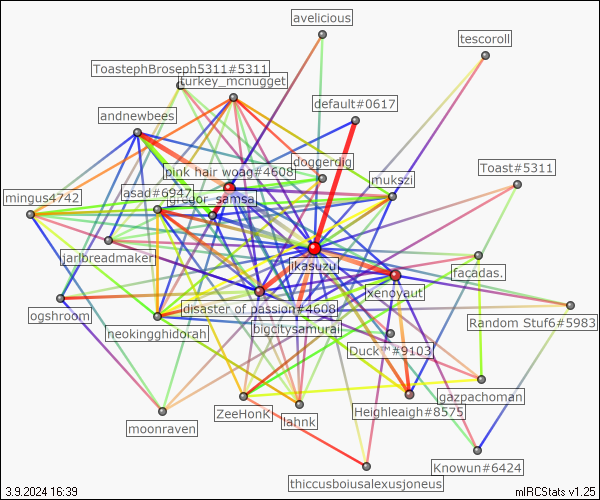 avelicious
tescoroll
ToastephBroseph5311#5311
turkey_mcnugget
default#0617
andnewbees
doggerdig
Toast#5311
pink hair woag#4608
mukszi
asad#6947
mingus4742
gregor_samsa
jarlbreadmaker
ikasuzu
facadas.
xenoyaut
disaster of passion#4608
ogshroom
Random Stuf6#5983
neokingghidorah
bigcitysamurai
Duck™#9103
gazpachoman
moonraven
ZeeHonk
lahnk
Heighleaigh#8575
Knowun#6424
thiccusboiusalexusjoneus
3.9.2024 16:39
mIRCStats v1.25